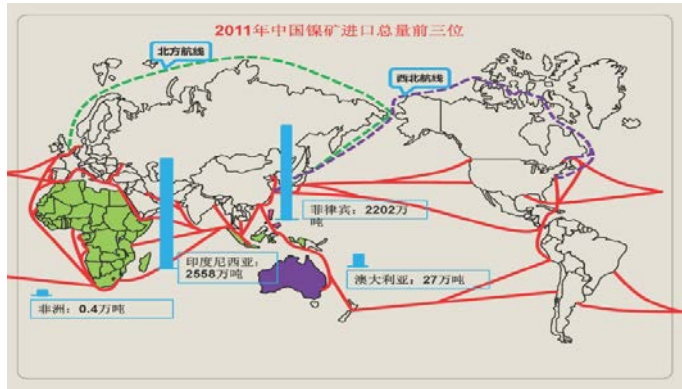 2011年中国镍矿进口总量前三位
北方航线
西北航线
菲律宾：2202万
吨
印度尼西亚：
2558万吨
澳大利亚：27万吨
非洲：0.4万吨